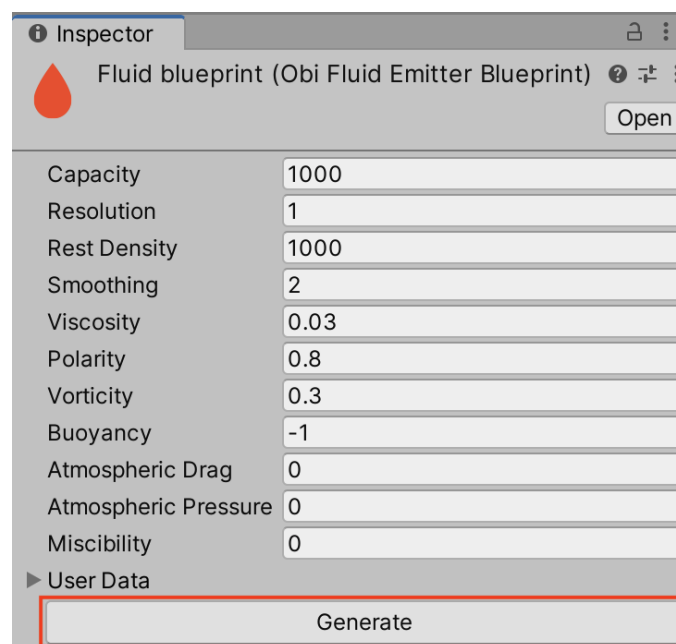 Inspector
Fluid blueprint (Obi Fluid Emitter Blueprint)
Open
Capacity 1000
Resolution 1
Rest Density 1000
Smoothing 2
Viscosity 0.03
Polarity 0.8
Vorticity 0.3
Buoyancy -1
Atmospheric Drag 0
Atmospheric Pressure 0
Miscibility 0
User Data
Generate